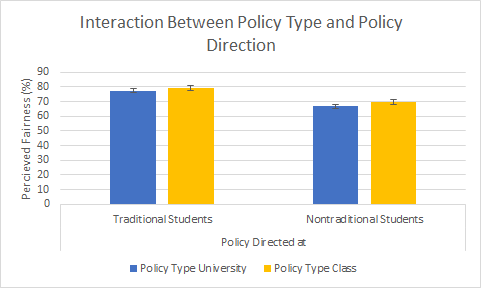 Interaction Between Policy Type and Policy
Direction
Percieved Fairness (%)
90
80
70
60
50
40
30
20
10
0
Traditional Students
Nontraditional Students
Policy Directed at
Policy Type University
Policy Type Class